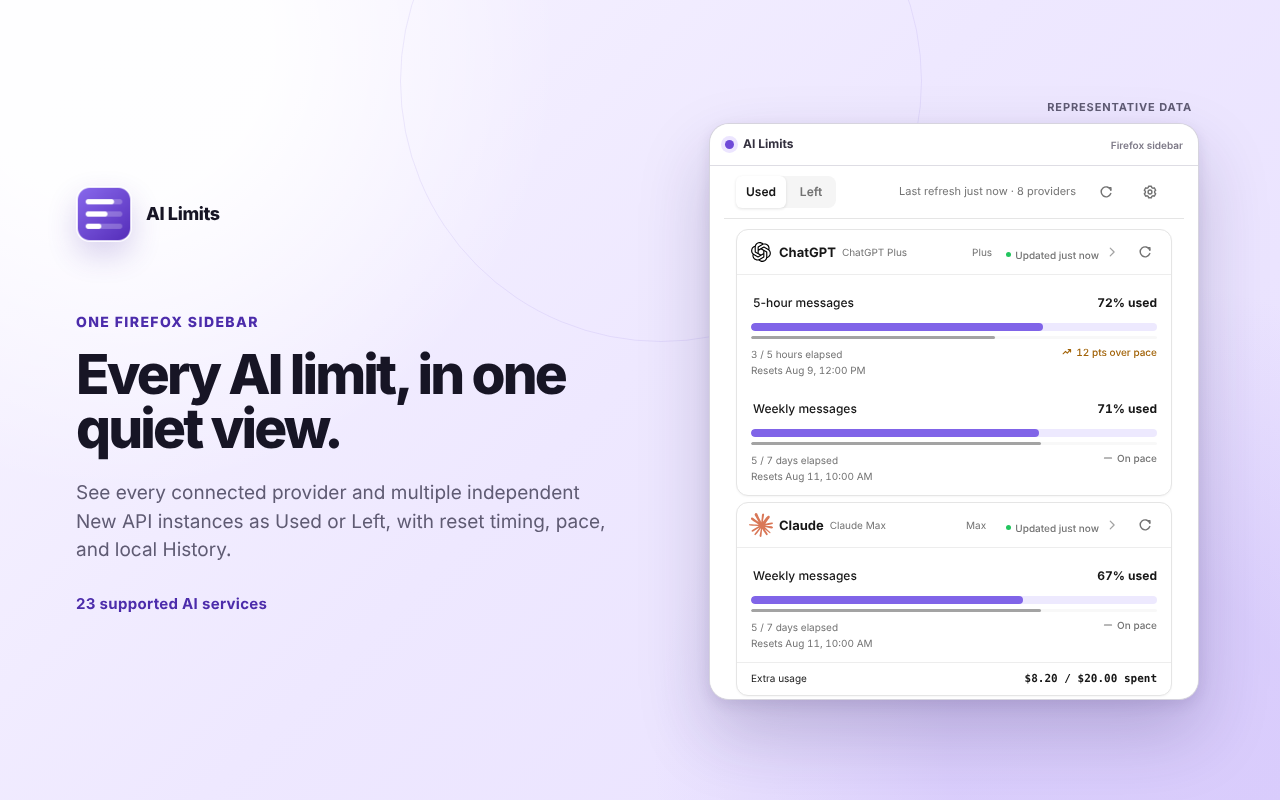 AI Limits
ONE FIREFOX SIDEBAR
Every AI limit, in one
quiet view.
See every connected provider and multiple independent
New API instances as Used or Left, with reset timing, pace,
and local History.
23 supported AI services
REPRESENTATIVE DATA
AI Limits Firefox sidebar
Used Left Last refresh just now · 8 providers
ChatGPT ChatGPT Plus Plus Updated just now
5-hour messages 72% used
3 / 5 hours elapsed 12 pts over pace
Resets Aug 9, 12:00 PM
Weekly messages 71% used
5 / 7 days elapsed On pace
Resets Aug 11, 10:00 AM
Claude Claude Max Max Updated just now
Weekly messages 67% used
5 / 7 days elapsed On pace
Resets Aug 11, 10:00 AM
Extra usage $8.20 / $20.00 spent